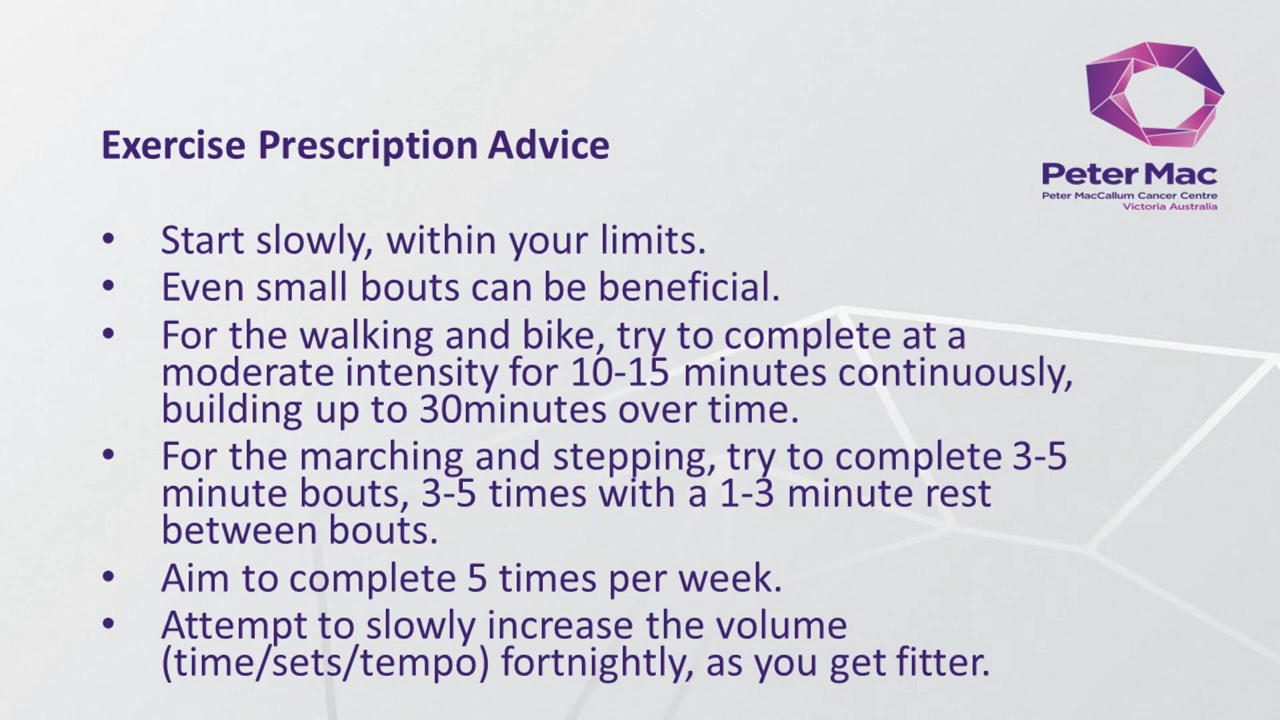 Peter Mac
Peter MacCallum Cancer Centre
Victoria Australia
Exercise Prescription Advice
• Start slowly, within your limits.
• Even small bouts can be beneficial.
• For the walking and bike, try to complete at a
moderate intensity for 10-15 minutes continuously,
building up to 30minutes over time.
• For the marching and stepping, try to complete 3-5
minute bouts, 3-5 times with a 1-3 minute rest
between bouts.
• Aim to complete 5 times per week.
• Attempt to slowly increase the volume
(time/sets/tempo) fortnightly, as you get fitter.